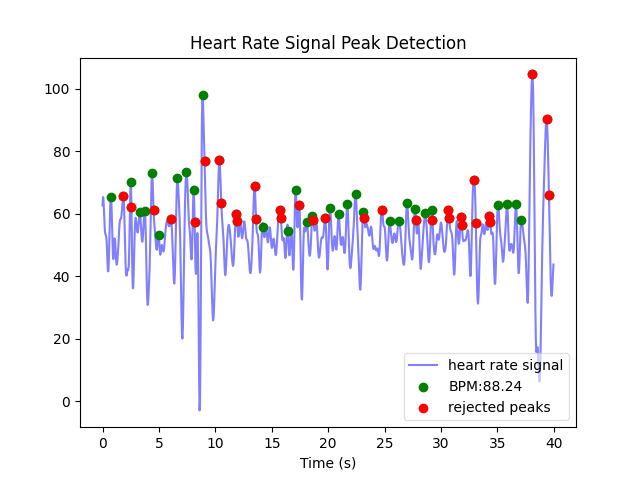 Heart Rate Signal Peak Detection
100
80
60
40
20
0
heart rate signal
BPM:88.24
rejected peaks
0 5 10 15 20 25 30 35 40
Time (s)